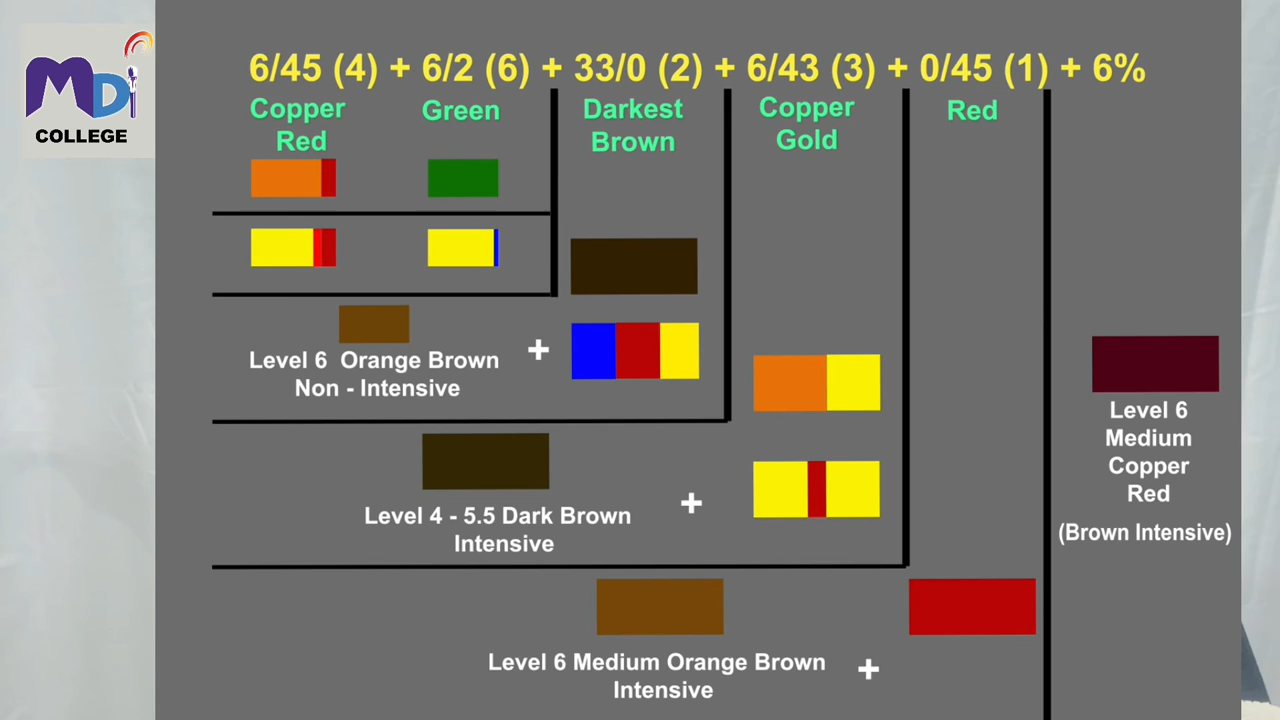 MDi
COLLEGE
6/45 (4) + 6/2 (6) + 33/0 (2) + 6/43 (3) + 0/45 (1) + 6%
Copper
Red
Green
Darkest
Brown
Copper
Gold
Red
Level 6 Orange Brown
Non - Intensive
+
Level 4 - 5.5 Dark Brown
Intensive
+
Level 6 Medium Orange Brown
Intensive
+
Level 6
Medium
Copper
Red
(Brown Intensive)